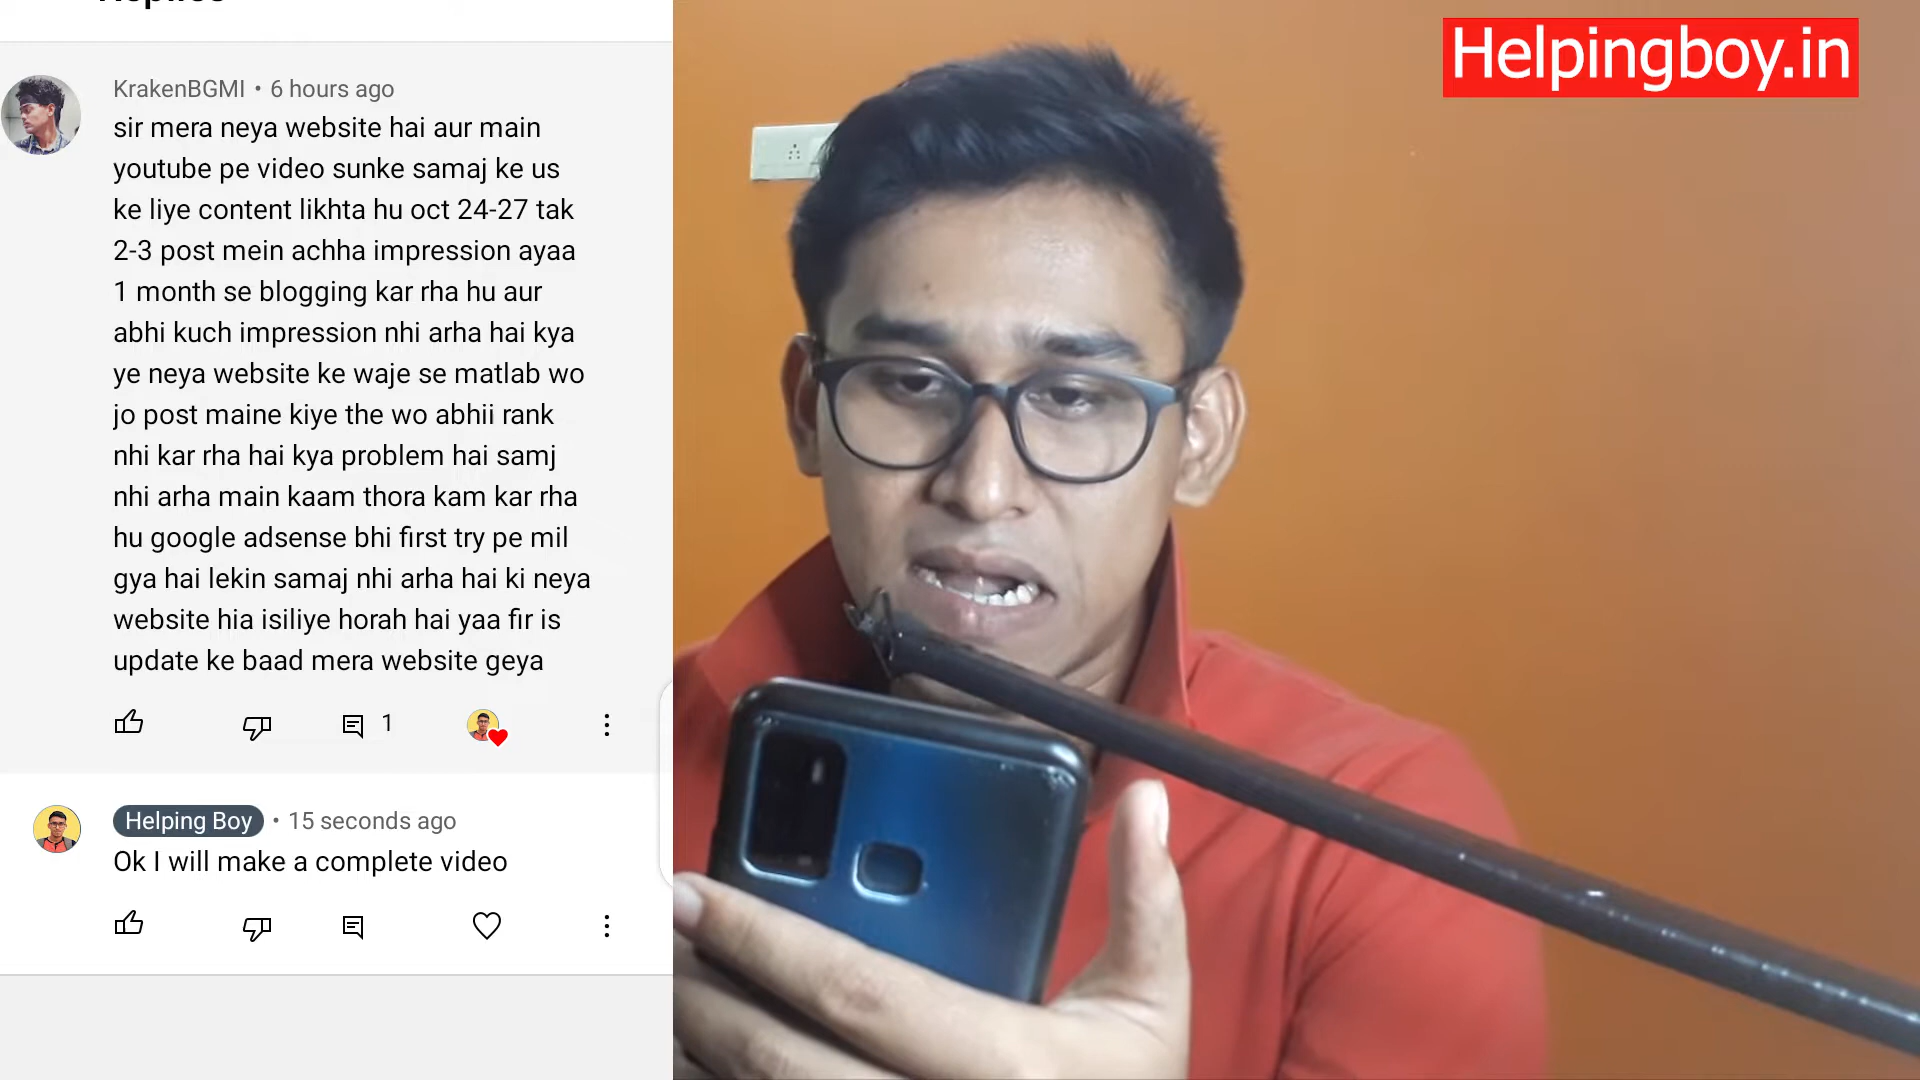 KrakenBGMI • 6 hours ago
sir mera neya website hai aur main
youtube pe video sunke samaj ke us
ke liye content likhta hu oct 24-27 tak
2-3 post mein achha impression ayaa
1 month se blogging kar rha hu aur
abhi kuch impression nhi arha hai kya
ye neya website ke waje se matlab wo
jo post maine kiye the wo abhii rank
nhi kar rha hai kya problem hai samj
nhi arha main kaam thora kam kar rha
hu google adsense bhi first try pe mil
gya hai lekin samaj nhi arha hai ki neya
website hia isiliye horah hai yaa fir is
update ke baad mera website geya
1
Helping Boy • 15 seconds ago
Ok I will make a complete video
Helpingboy.in